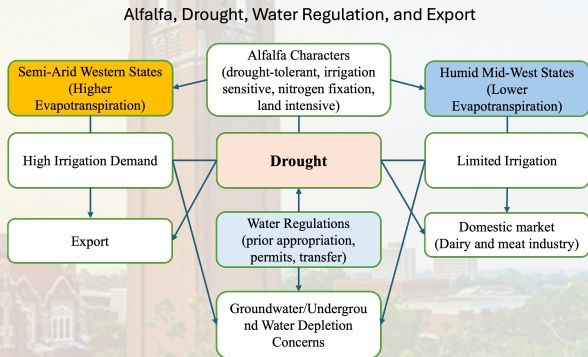 Alfalfa, Drought, Water Regulation, and Export
Semi-Arid Western States
(Higher
Evapotranspiration)
Alfalfa Characters
(drought-tolerant, irrigation
sensitive, nitrogen fixation,
land intensive)
Humid Mid-West States
(Lower
Evapotranspiration)
High Irrigation Demand
Drought
Limited Irrigation
Export
Water Regulations
(prior appropriation,
permits, transfer)
Domestic market
(Dairy and meat industry)
Groundwater/Undergrou
nd Water Depletion
Concerns